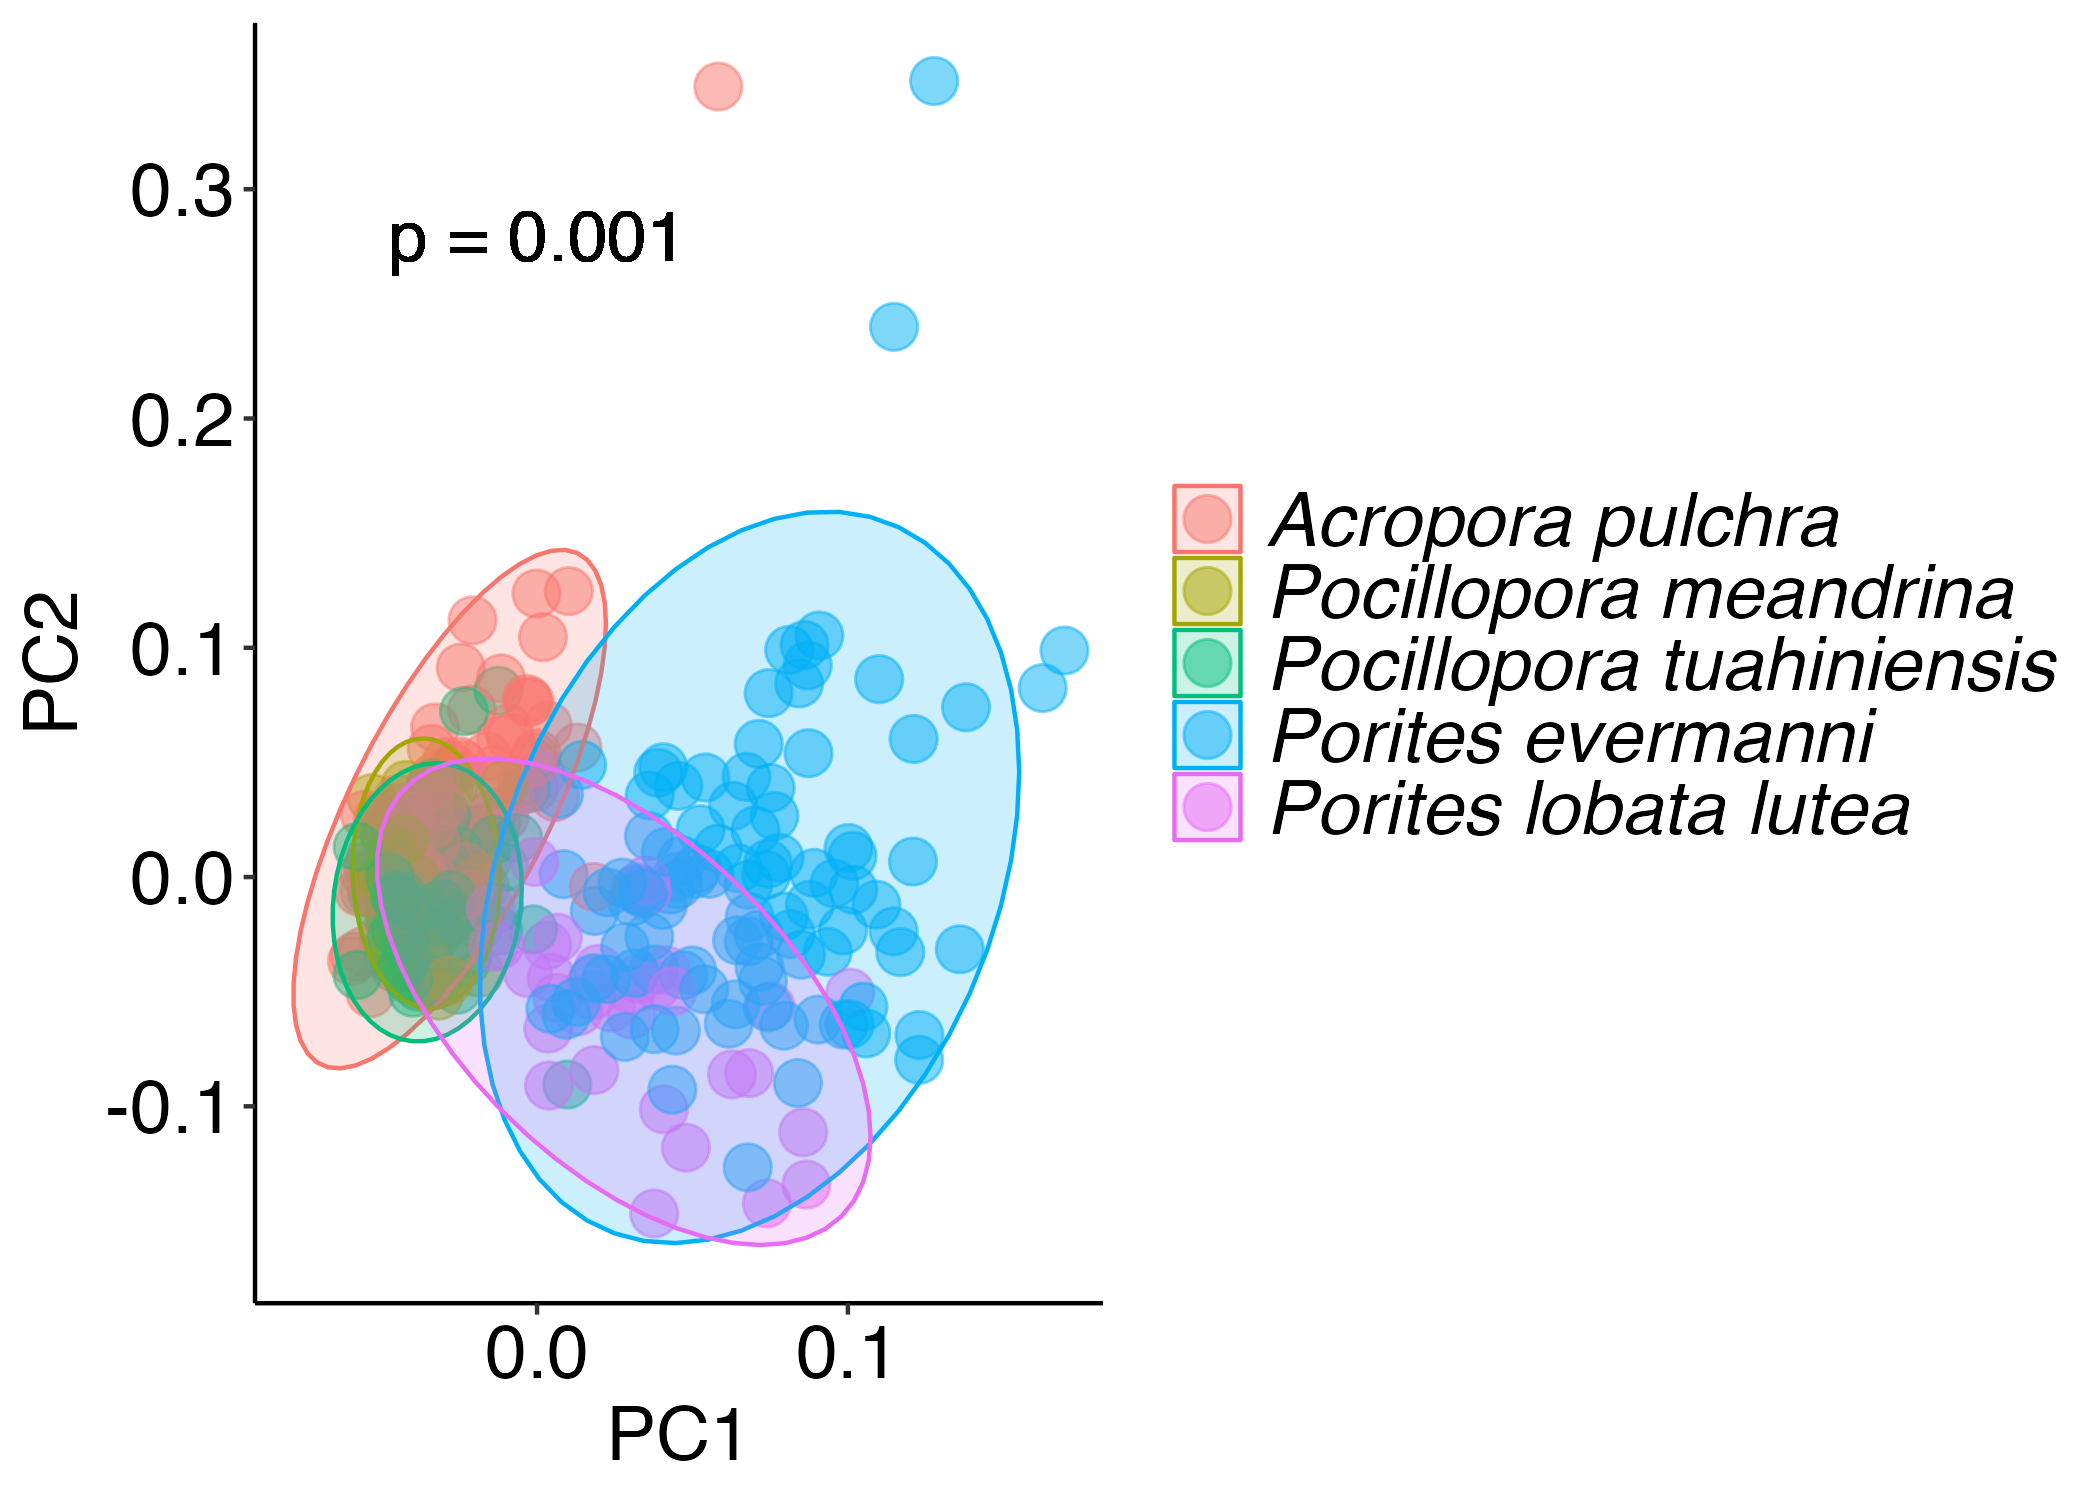 p = 0.001
0.3
0.2
0.1
0.0
-0.1
PC2
0.0 0.1
PC1
Acropora pulchra
Pocillopora meandrina
Pocillopora tuahiniensis
Porites evermanni
Porites lobata lutea